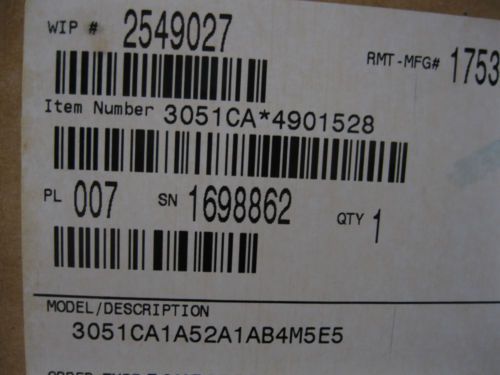 WIP # 2549027 RMT-MFG# 1753
Item Number 3051CA*4901528
PL 007 SN 1698862 QTY 1
MODEL/DESCRIPTION
3051CA1A52A1AB4M5E5